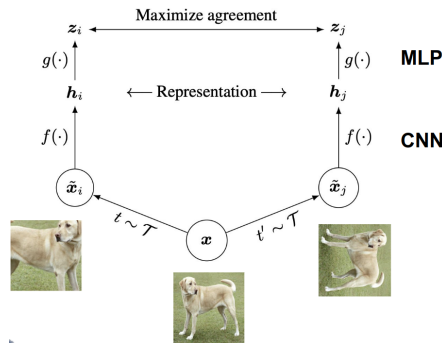 Maximize agreement
z_i z_j
g(·) g(·) MLP
h_i ← Representation → h_j
f(·) f(·) CNN
x̃_i x̃_j
t ~ 𝒯 t′ ~ 𝒯
x